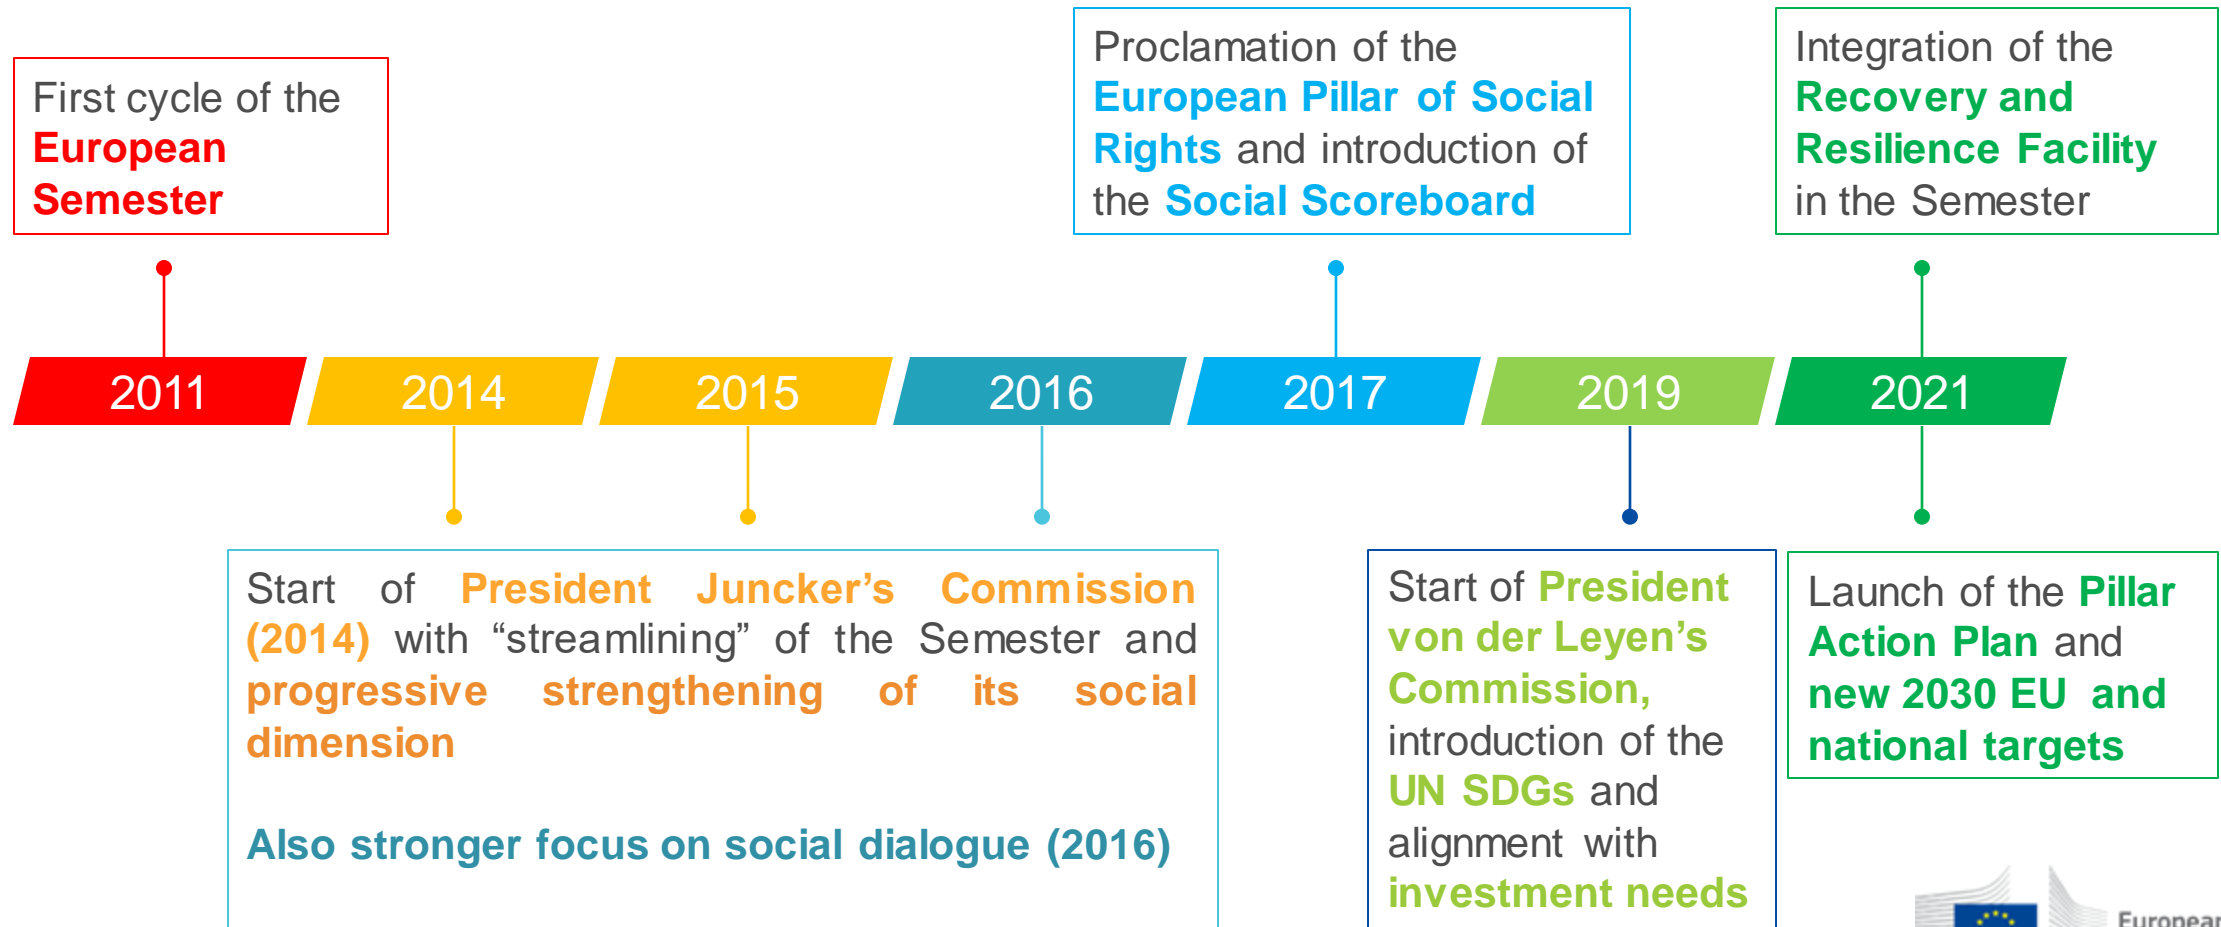 First cycle of the
European
Semester
Proclamation of the
European Pillar of Social
Rights and introduction of
the Social Scoreboard
Integration of the
Recovery and
Resilience Facility
in the Semester
2011
2014
2015
2016
2017
2019
2021
Start of President Juncker’s Commission
(2014) with “streamlining” of the Semester and
progressive strengthening of its social
dimension
Also stronger focus on social dialogue (2016)
Start of President
von der Leyen’s
Commission,
introduction of the
UN SDGs and
alignment with
investment needs
Launch of the Pillar
Action Plan and
new 2030 EU and
national targets
European